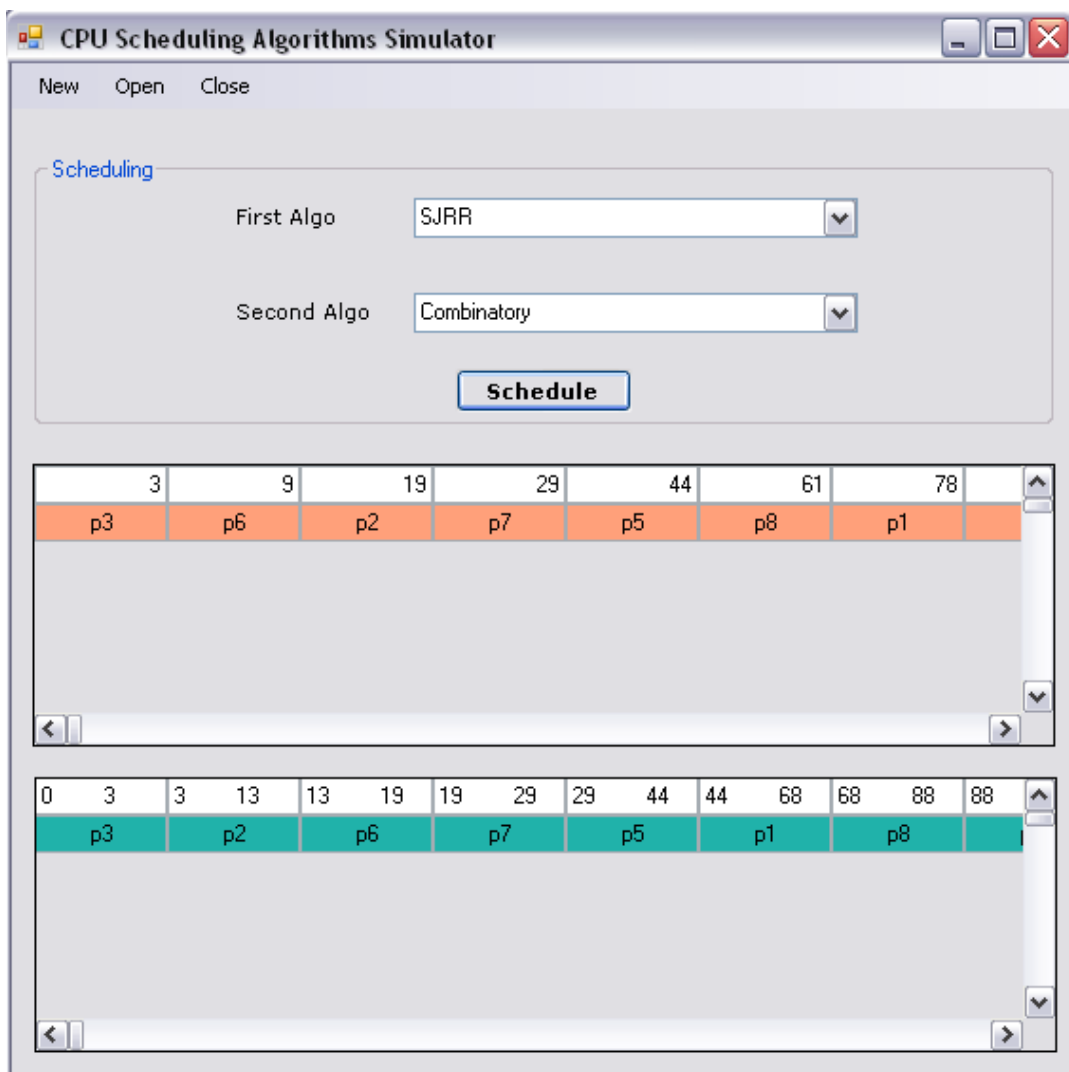 CPU Scheduling Algorithms Simulator
New Open Close
Scheduling
First Algo SJRR
Second Algo Combinatory
Schedule
3 9 19 29 44 61 78
p3 p6 p2 p7 p5 p8 p1
0 3 3 13 13 19 19 29 29 44 44 68 68 88 88
p3 p2 p6 p7 p5 p1 p8